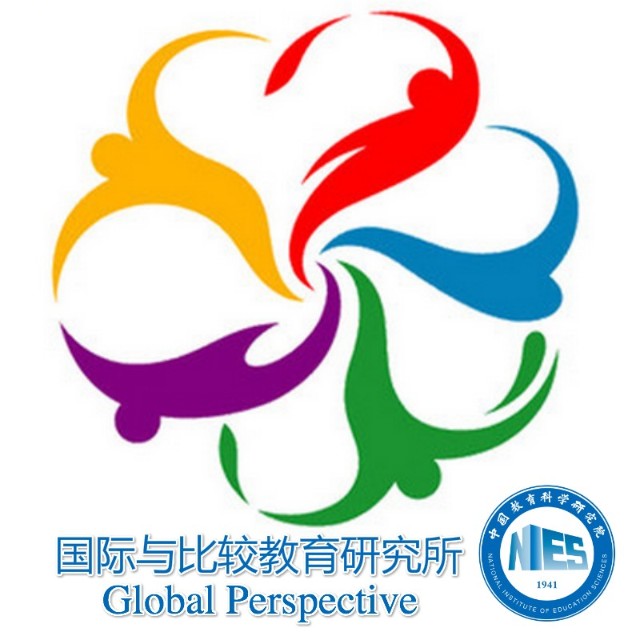 国际与比较教育研究所
Global Perspective
中国教育科学研究院
NIES
1941
NATIONAL INSTITUTE OF EDUCATION SCIENCES